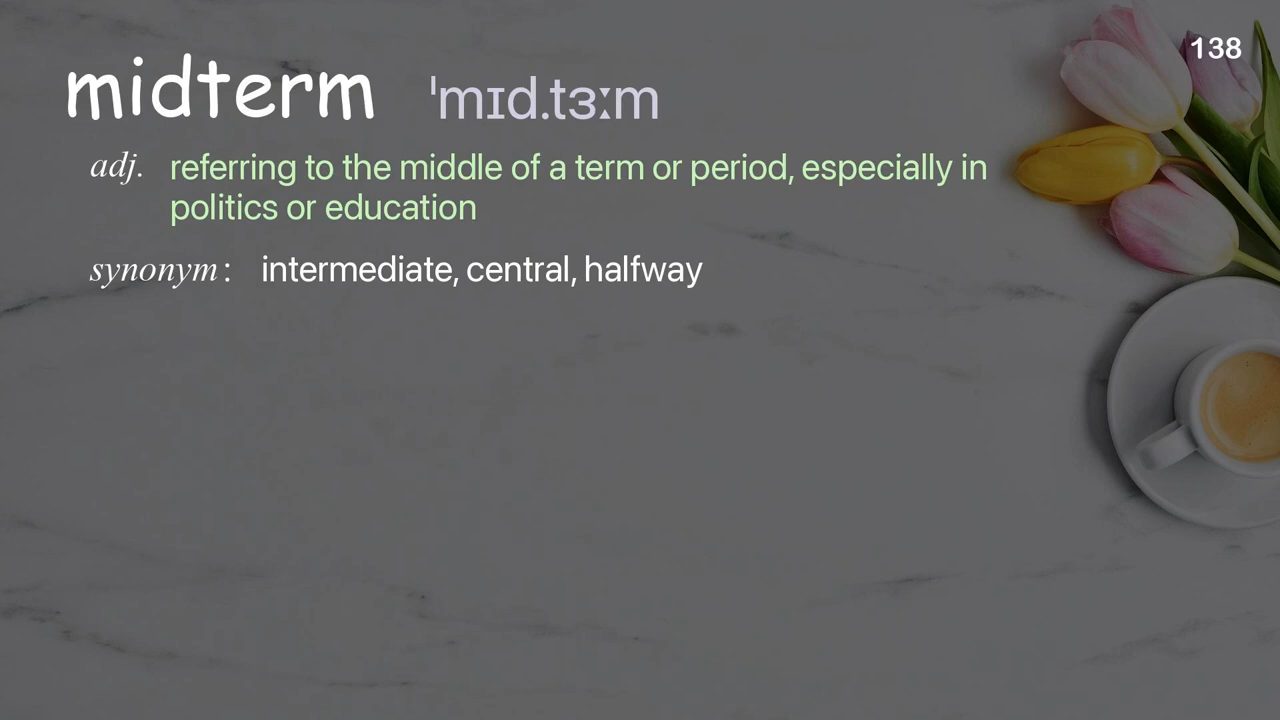 138
midterm ˈmɪd.tɜːm
adj. referring to the middle of a term or period, especially in
politics or education
synonym: intermediate, central, halfway